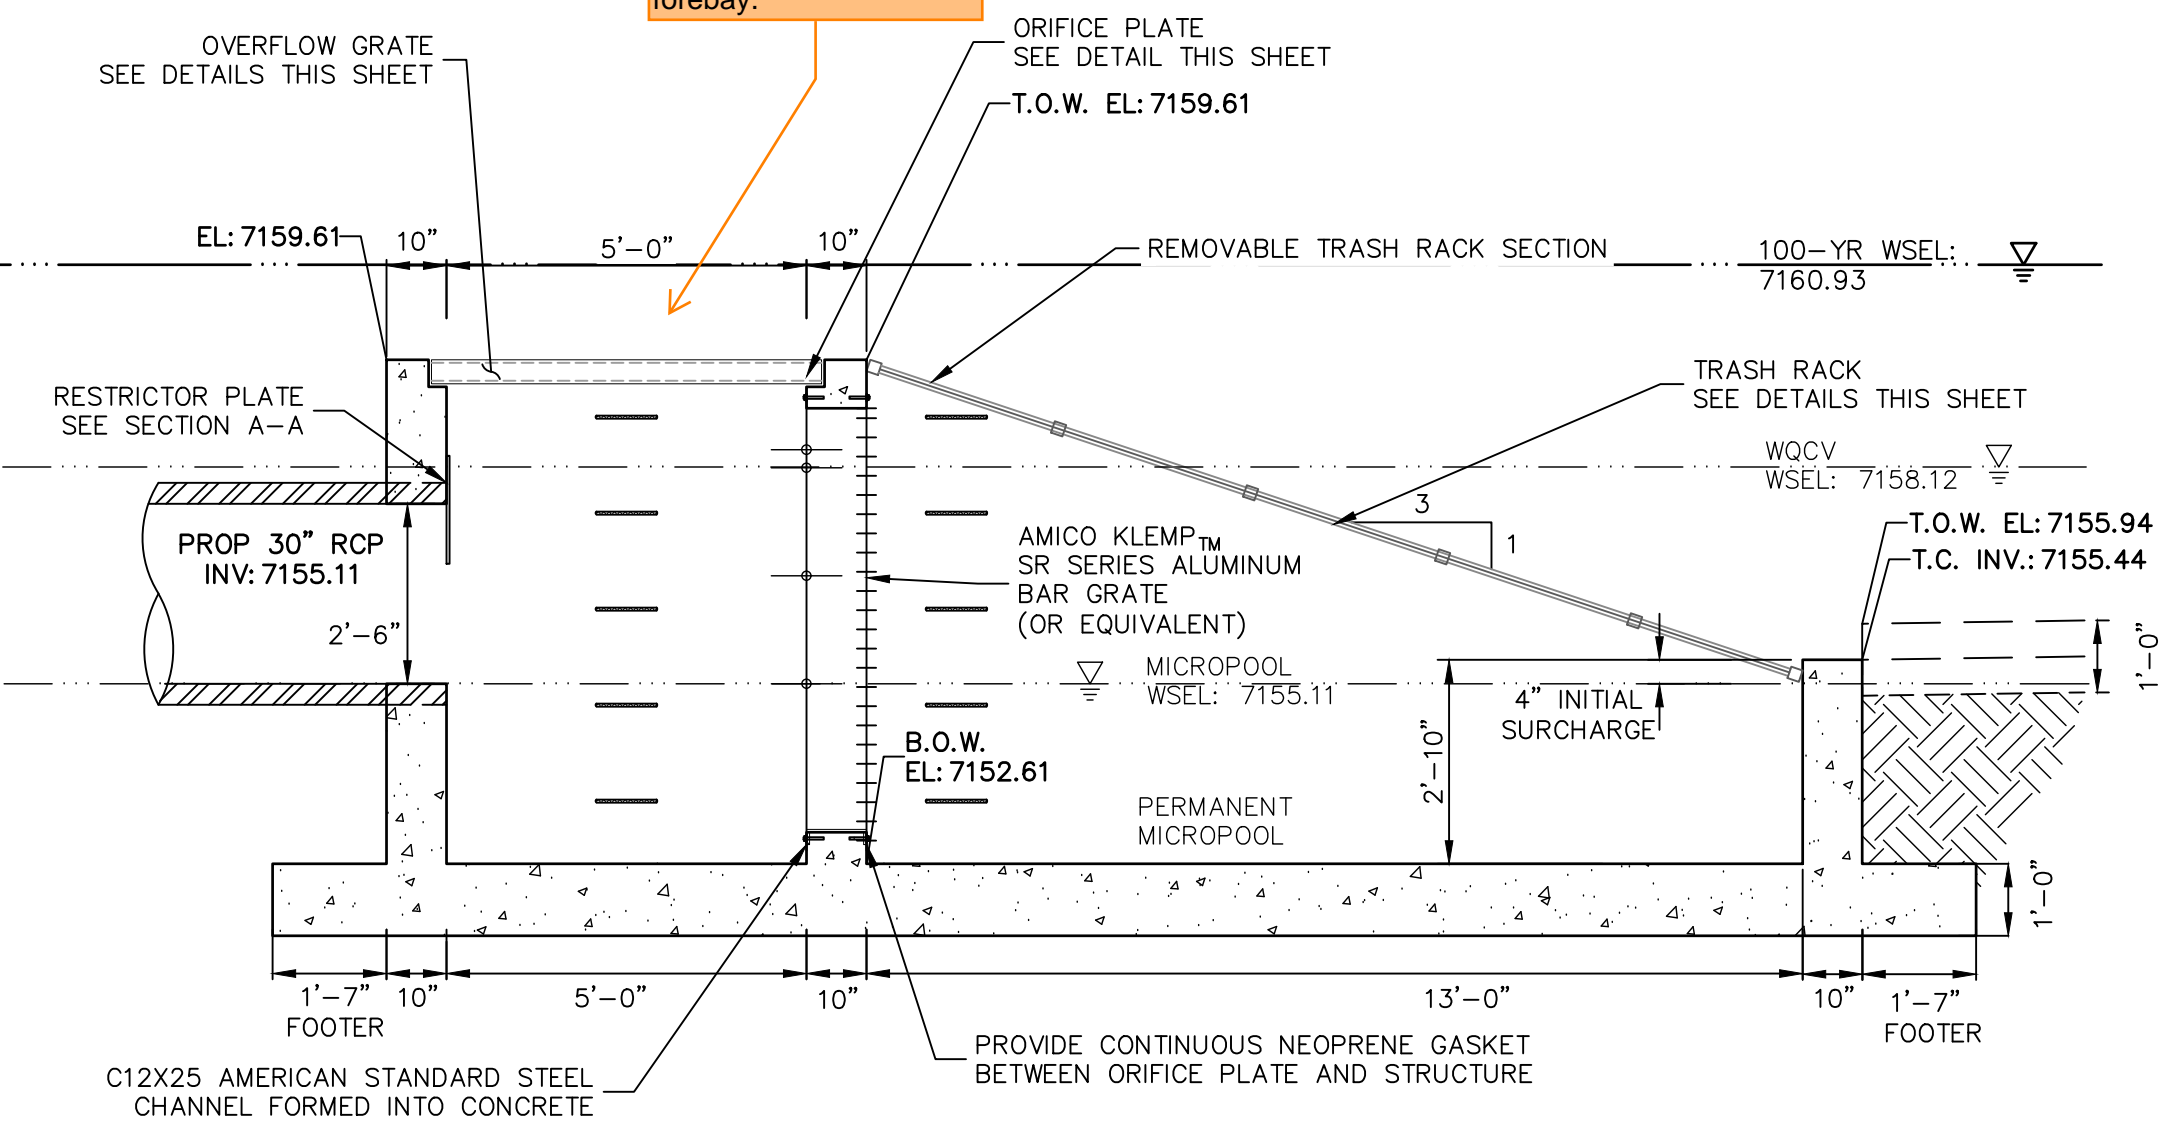 forebay.
OVERFLOW GRATE
SEE DETAILS THIS SHEET
ORIFICE PLATE
SEE DETAIL THIS SHEET
T.O.W. EL: 7159.61
EL: 7159.61
10”
5’-0”
10”
REMOVABLE TRASH RACK SECTION
100-YR WSEL:
7160.93
RESTRICTOR PLATE
SEE SECTION A-A
TRASH RACK
SEE DETAILS THIS SHEET
WQCV
WSEL: 7158.12
3
1
T.O.W. EL: 7155.94
T.C. INV.: 7155.44
PROP 30” RCP
INV: 7155.11
2’-6”
AMICO KLEMP™
SR SERIES ALUMINUM
BAR GRATE
(OR EQUIVALENT)
MICROPOOL
WSEL: 7155.11
4” INITIAL
SURCHARGE
1’-0”
B.O.W.
EL: 7152.61
2’-10”
PERMANENT
MICROPOOL
1’-0”
1’-7”
FOOTER
10”
5’-0”
10”
13’-0”
10”
1’-7”
FOOTER
C12X25 AMERICAN STANDARD STEEL
CHANNEL FORMED INTO CONCRETE
PROVIDE CONTINUOUS NEOPRENE GASKET
BETWEEN ORIFICE PLATE AND STRUCTURE